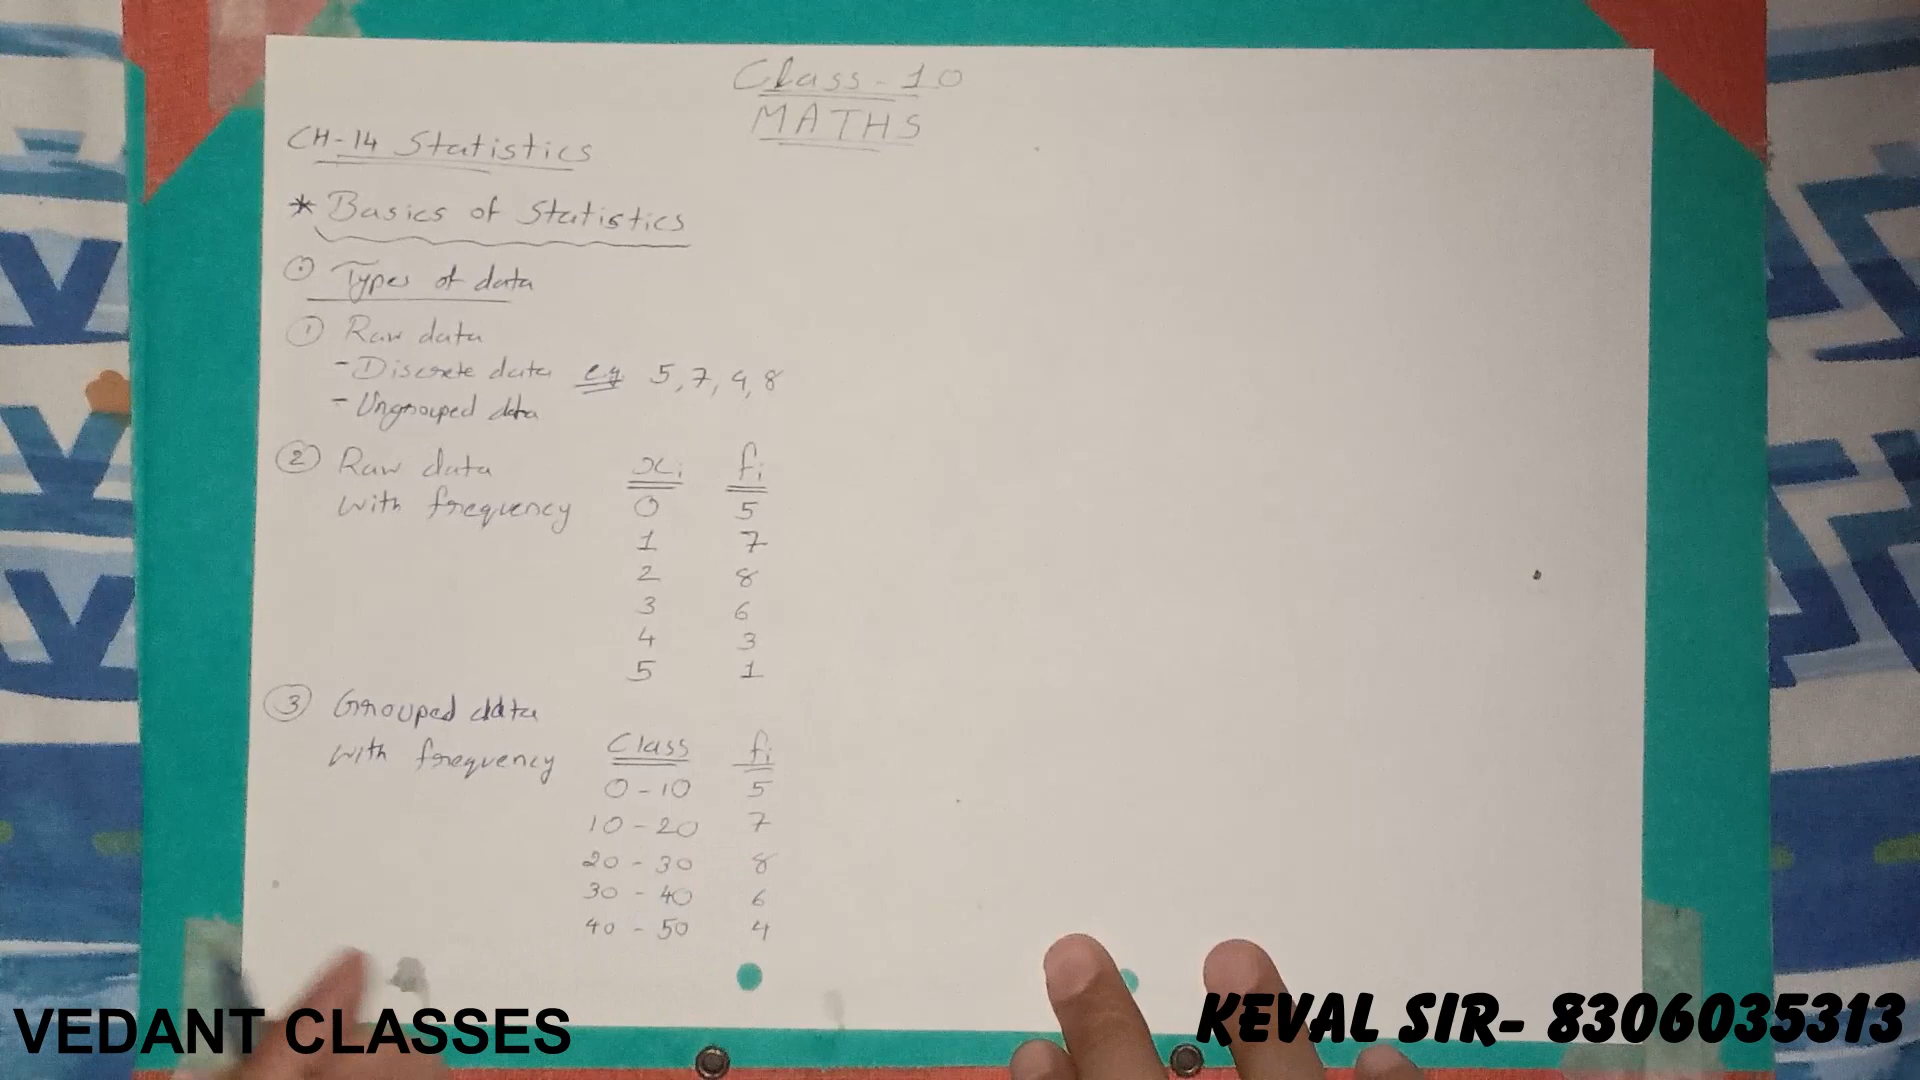 Class-10
MATHS
CH-14 Statistics
* Basics of Statistics
Types of data
① Raw data
- Discrete data e.g. 5, 7, 4, 8
- Ungrouped data
② Raw data
with frequency
xi fi
0 5
1 7
2 8
3 6
4 3
5 1
③ Grouped data
with frequency
Class fi
0-10 5
10-20 7
20-30 8
30-40 6
40-50 4
VEDANT CLASSES
KEVAL SIR- 8306035313